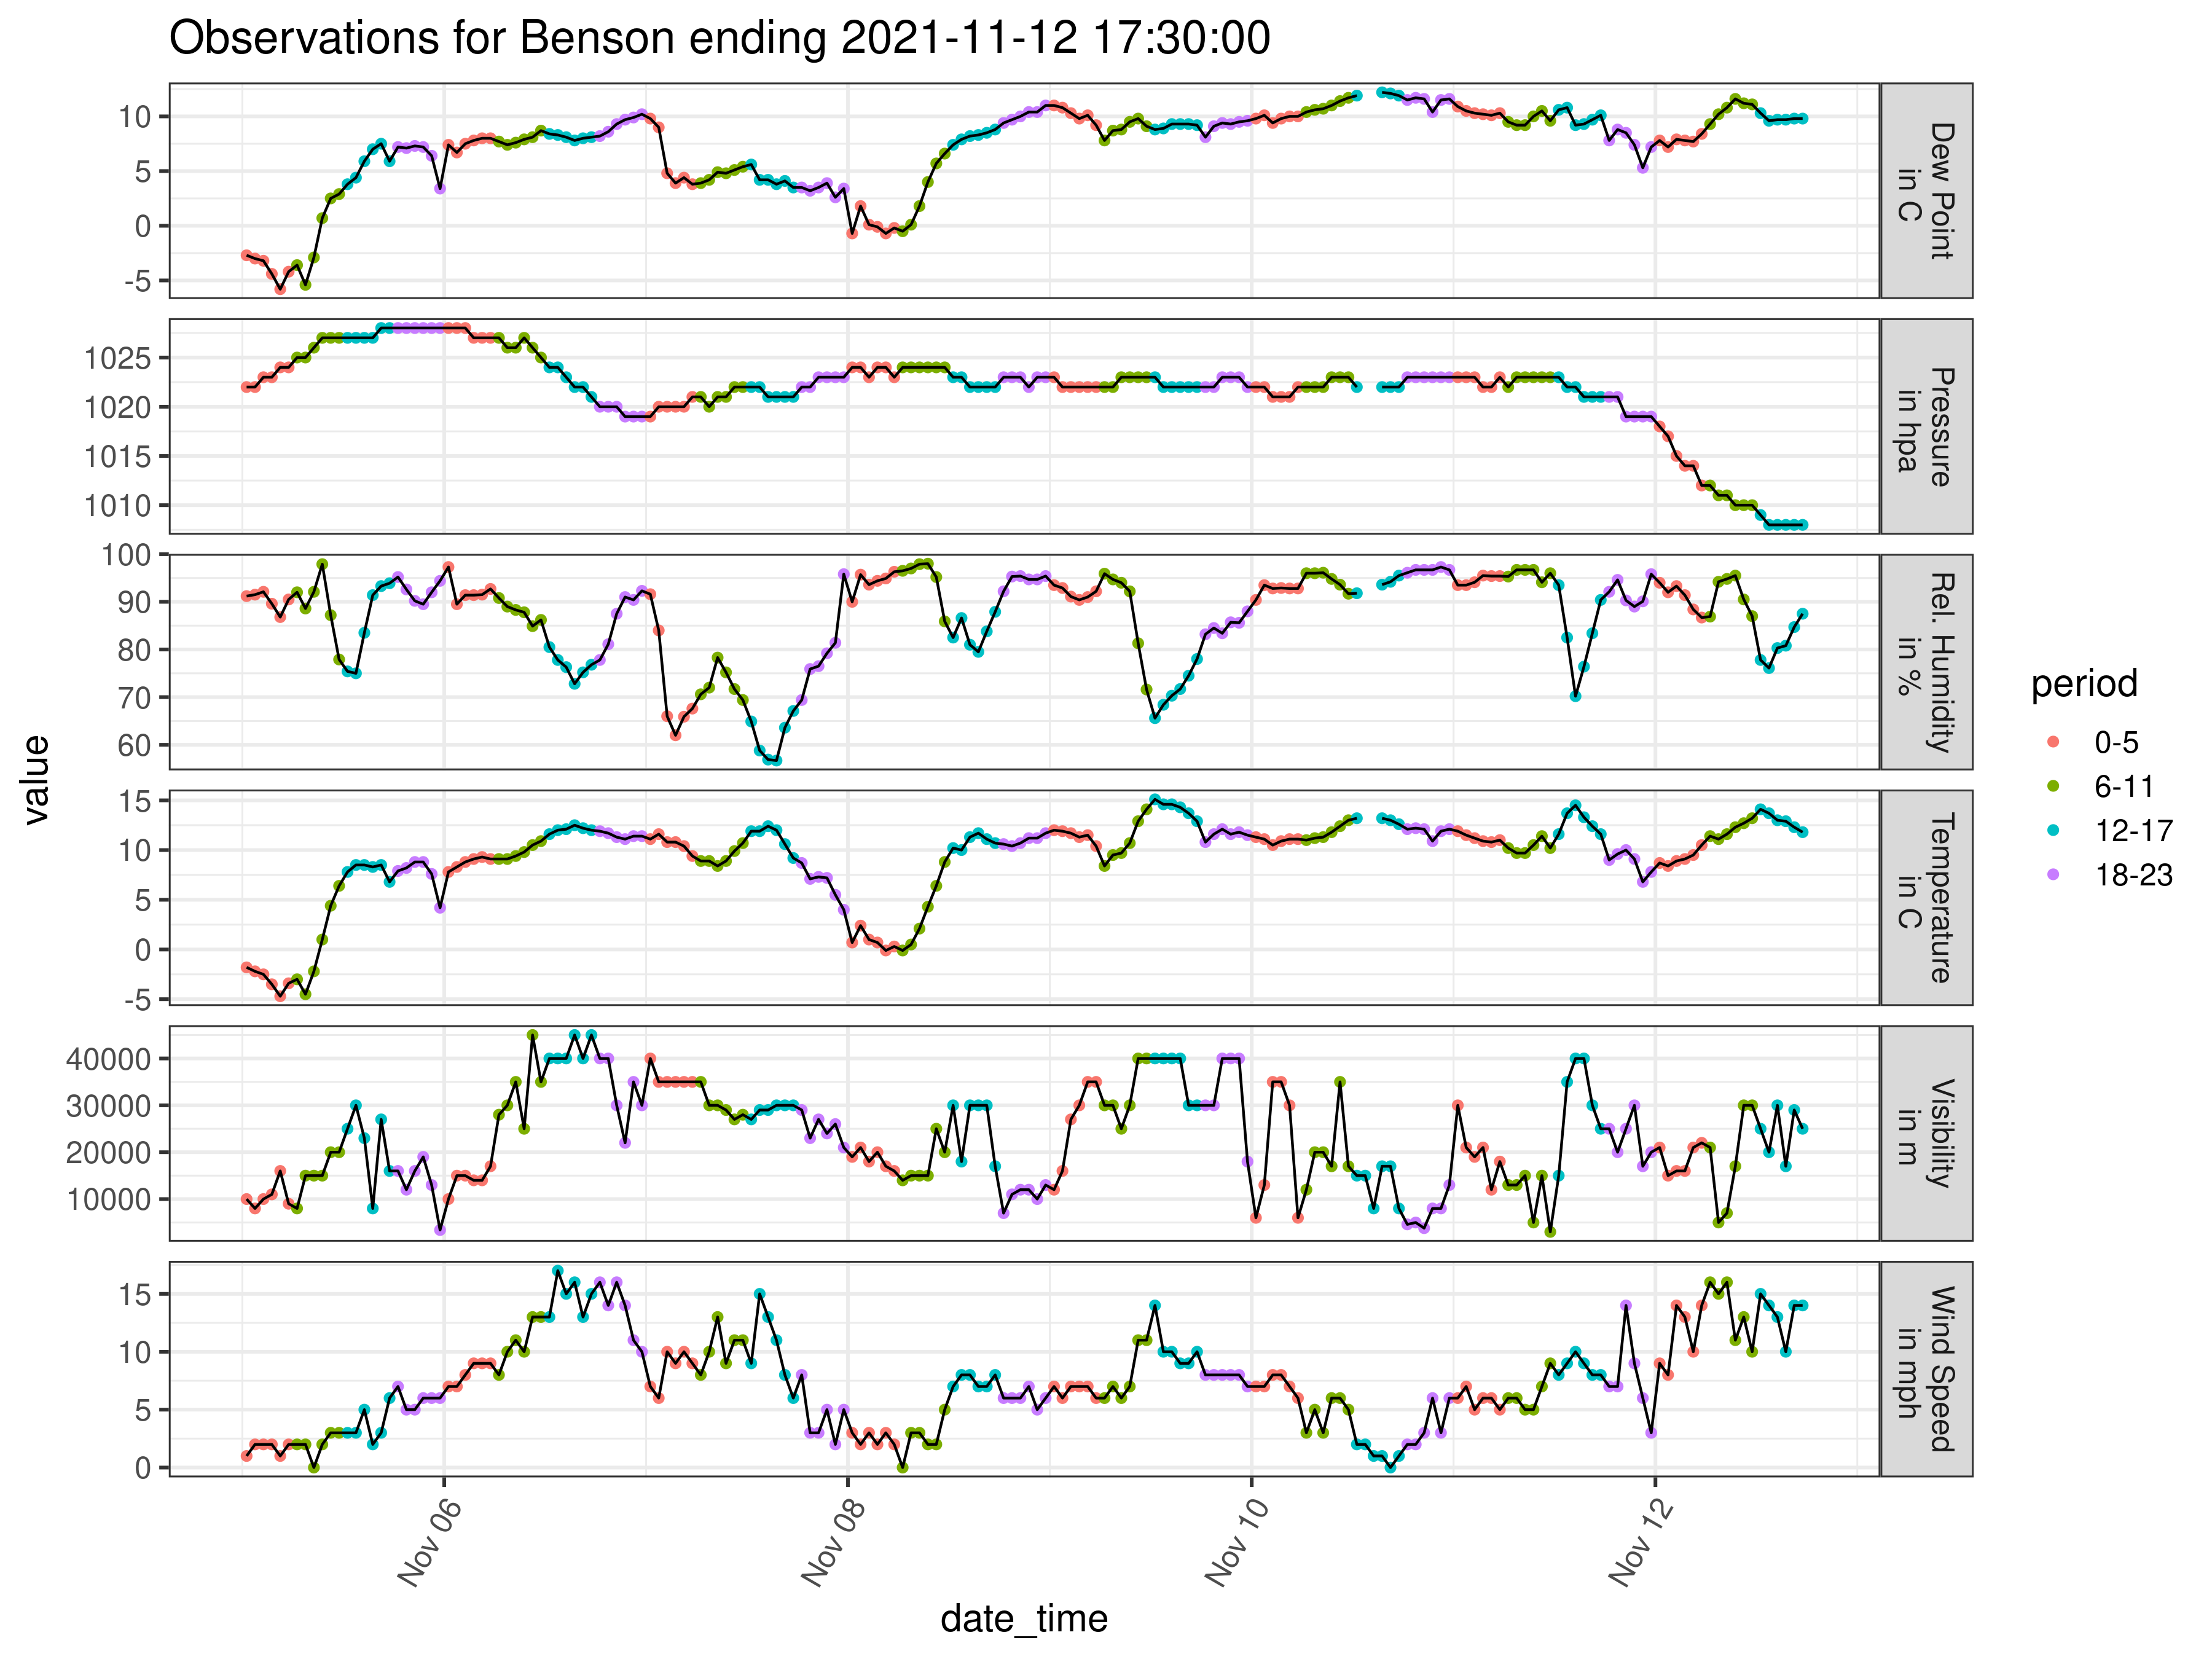 Observations for Benson ending 2021-11-12 17:30:00
10
5
0
-5
Dew Point
in C
1025
1020
1015
1010
Pressure
in hpa
100
90
80
70
60
Rel. Humidity
in %
15
10
5
0
-5
Temperature
in C
40000
30000
20000
10000
Visibility
in m
15
10
5
0
Wind Speed
in mph
value
Nov 06
Nov 08
Nov 10
Nov 12
date_time
period
0-5
6-11
12-17
18-23